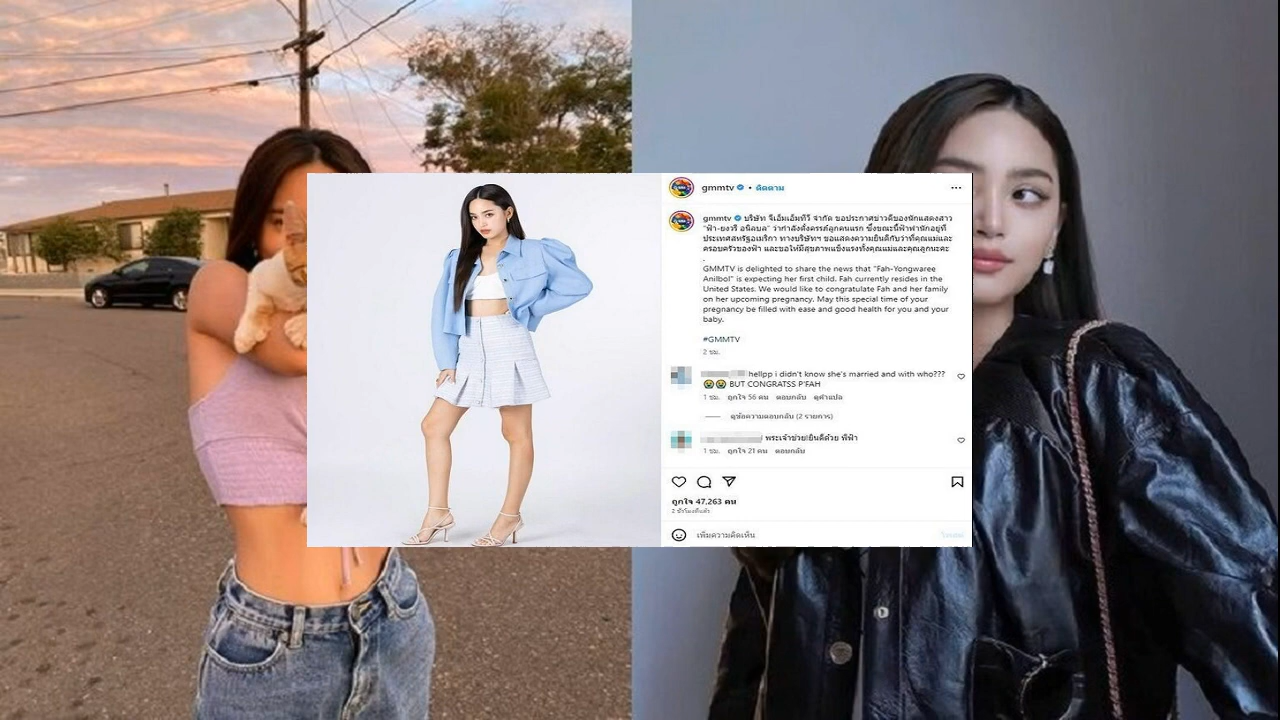 gmmtv • ติดตาม
gmmtv บริษัท จีเอ็มเอ็มทีวี จำกัด ขอประกาศข่าวดีของนักแสดงสาว
"ฟ้า-ยงวรี อนิลบล" ว่ากำลังตั้งครรภ์ลูกคนแรก ซึ่งขณะนี้ฟ้าพำนักอยู่ที่
ประเทศสหรัฐอเมริกา ทางบริษัทฯ ขอแสดงความยินดีกับว่าที่คุณแม่และ
ครอบครัวของฟ้า และขอให้มีสุขภาพแข็งแรงทั้งคุณแม่และคุณลูกนะคะ
.
GMMTV is delighted to share the news that "Fah-Yongwaree
Anilbol" is expecting her first child. Fah currently resides in the
United States. We would like to congratulate Fah and her family
on her upcoming pregnancy. May this special time of your
pregnancy be filled with ease and good health for you and your
baby.
#GMMTV
2 ชม.
hellpp i didn't know she's married and with who???
😭😭 BUT CONGRATSS P'FAH
1 ชม. ถูกใจ 56 คน ตอบกลับ ดูคำแปล
ดูข้อความตอบกลับ (2 รายการ)
พระเจ้าช่วย!ยินดีด้วย พี่ฟ้า
1 ชม. ถูกใจ 21 คน ตอบกลับ
ถูกใจ 47,263 คน
2 ชั่วโมงที่แล้ว
เพิ่มความคิดเห็น
โพสต์